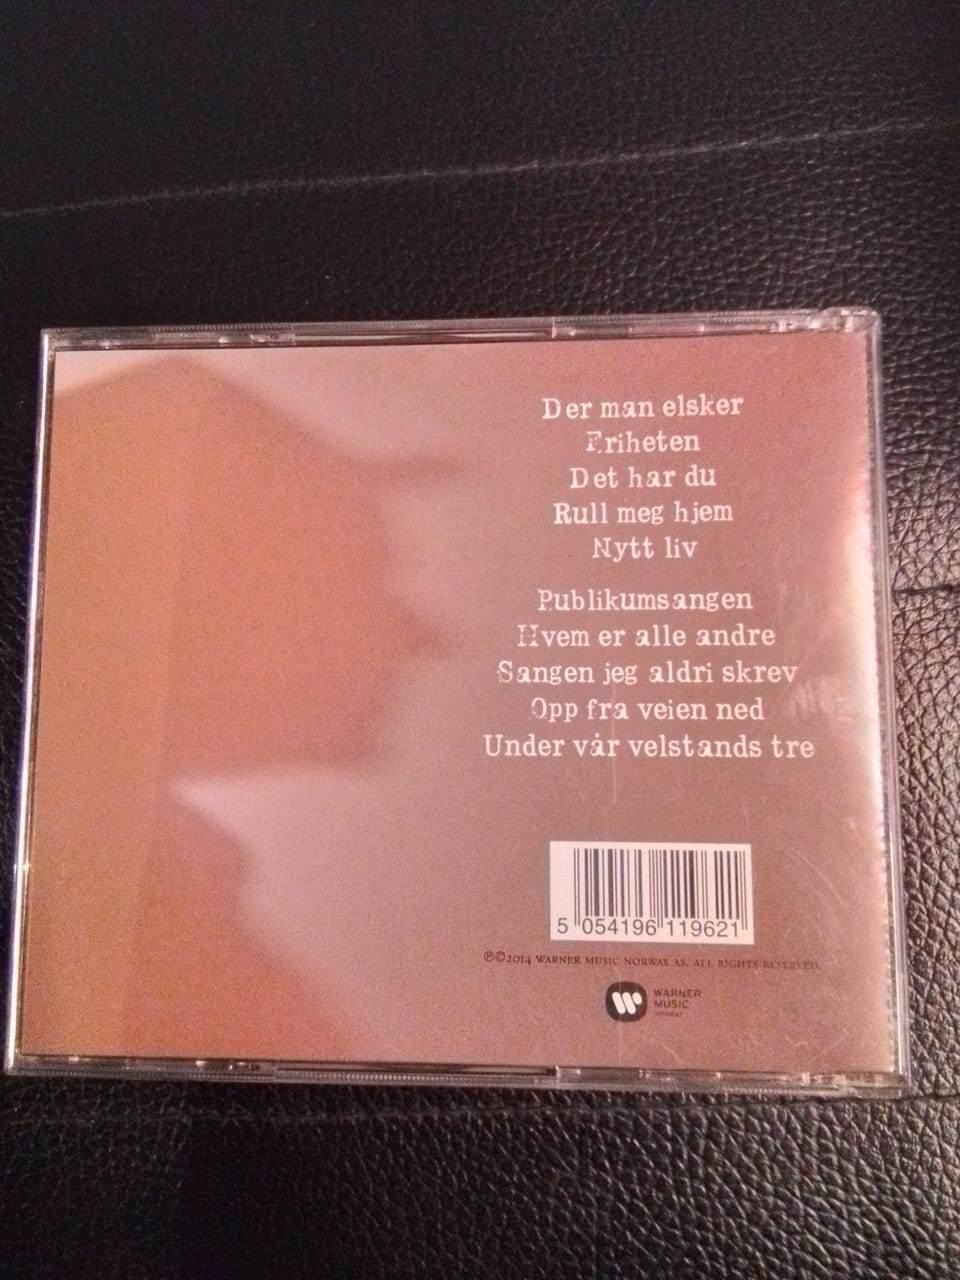 Der man elsker
Friheten
Det har du
Rull meg hjem
Nytt liv
Publikumsangen
Hvem er alle andre
Sangen jeg aldri skrev
Opp fra veien ned
Under vår velstands tre
5 054196 119621
℗©2014 WARNER MUSIC NORWAY AS. ALL RIGHTS RESERVED.
WARNER
MUSIC
NORWAY